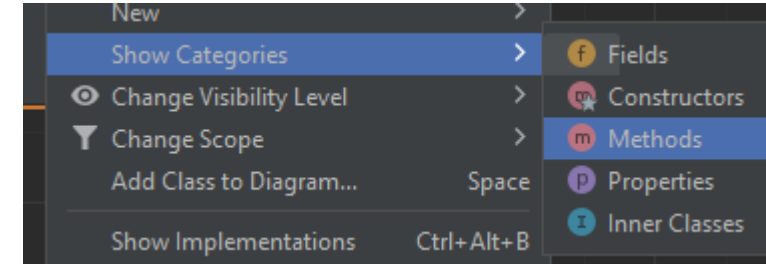 New
Show Categories
Change Visibility Level
Change Scope
Add Class to Diagram... Space
Show Implementations Ctrl+Alt+B
f Fields
m Constructors
m Methods
p Properties
I Inner Classes